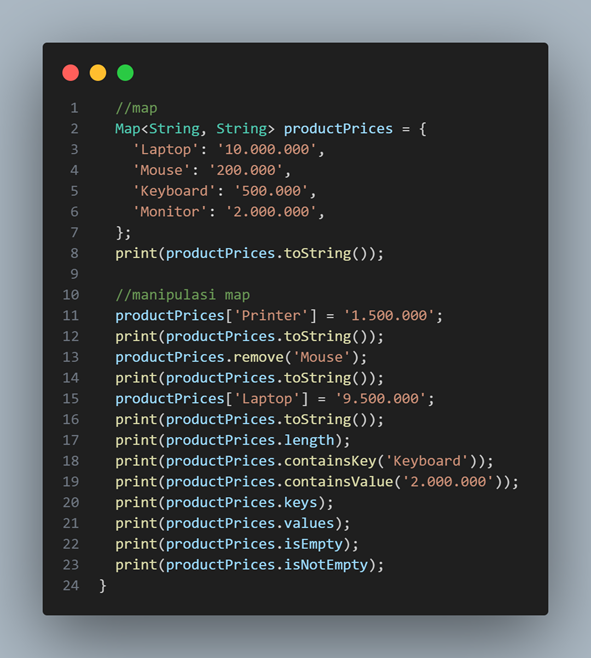 1 //map
2 Map<String, String> productPrices = {
3 'Laptop': '10.000.000',
4 'Mouse': '200.000',
5 'Keyboard': '500.000',
6 'Monitor': '2.000.000',
7 };
8 print(productPrices.toString());
9
10 //manipulasi map
11 productPrices['Printer'] = '1.500.000';
12 print(productPrices.toString());
13 productPrices.remove('Mouse');
14 print(productPrices.toString());
15 productPrices['Laptop'] = '9.500.000';
16 print(productPrices.toString());
17 print(productPrices.length);
18 print(productPrices.containsKey('Keyboard'));
19 print(productPrices.containsValue('2.000.000'));
20 print(productPrices.keys);
21 print(productPrices.values);
22 print(productPrices.isEmpty);
23 print(productPrices.isNotEmpty);
24 }